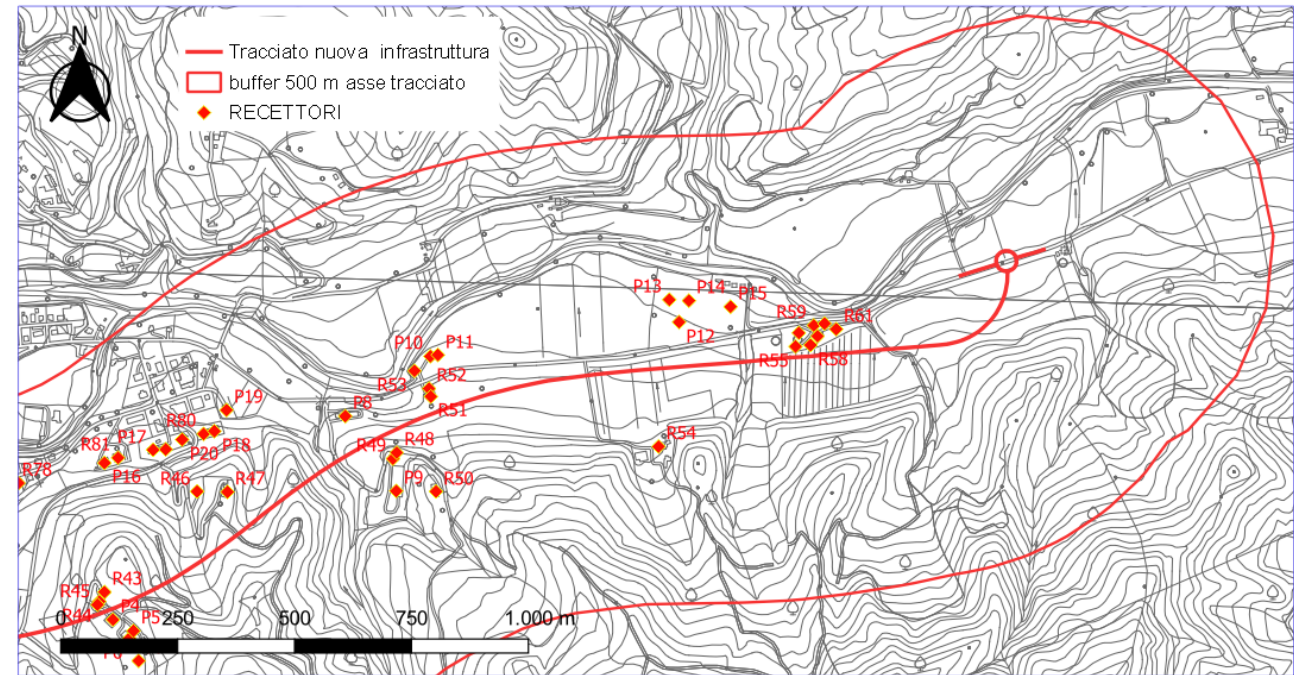 N
Tracciato nuova infrastruttura
buffer 500 m asse tracciato
RECETTORI
P13
P14
P15
P12
R59
R61
R55
R58
P10
P11
R53
R52
R51
P8
P19
R80
R81
P17
P20
P18
P16
R78
R46
R47
R49
R48
P9
R50
R54
R43
R45
R44
P4
P5
0
250
500
750
1.000 m